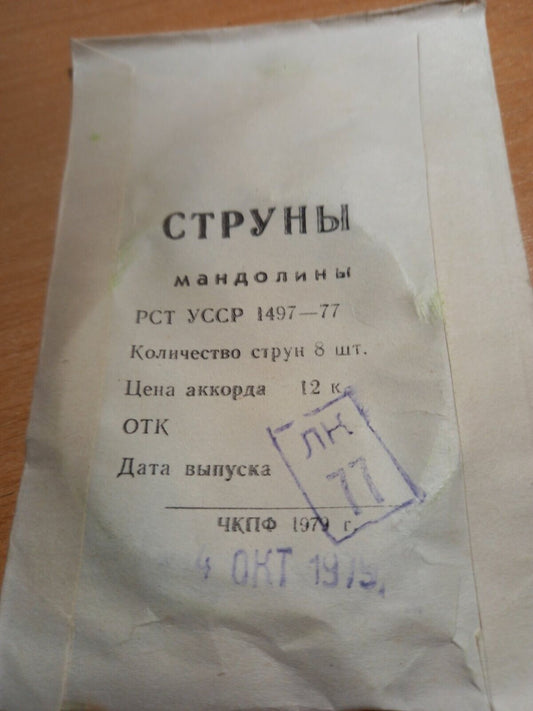 СТРУНЫ
мандолины
РСТ УССР 1497—77
Количество струн 8 шт.
Цена аккорда 12 к.
ОТК
ЛК
77
Дата выпуска
ЧКПФ 1979 г.
4 ОКТ 1979